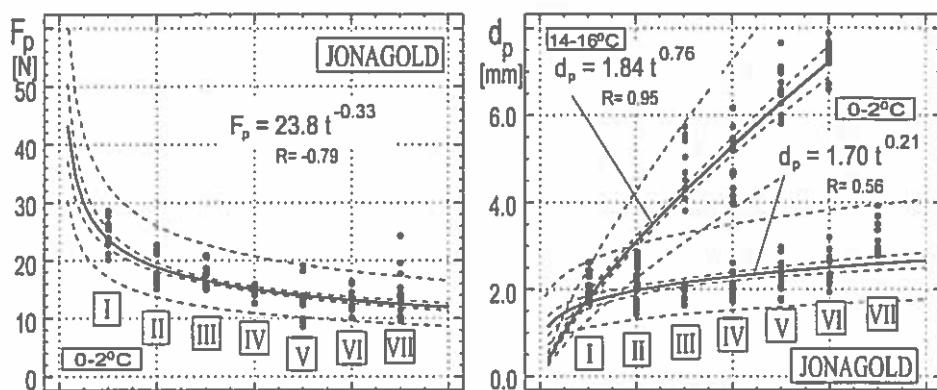 F_p
[N]
50
40
30
20
10
0
JONAGOLD
F_p = 23.8 t^-0.33
R= -0.79
I
II
III
IV
V
VI
VII
0-2°C
d_p
[mm]
6.0
4.0
2.0
0.0
14-16°C
d_p = 1.84 t^0.76
R= 0.95
0-2°C
d_p = 1.70 t^0.21
R= 0.56
I
II
III
IV
V
VI
VII
JONAGOLD